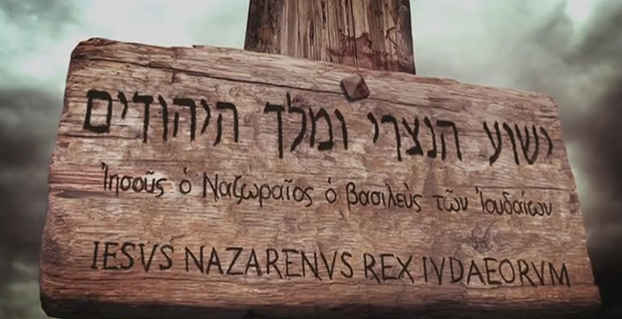 ישוע הנצרי ומלך היהודים
Ἰησοῦς ὁ Ναζωραῖος ὁ βασιλεὺς τῶν Ἰουδαίων
IESVS NAZARENVS REX IVDAEORVM